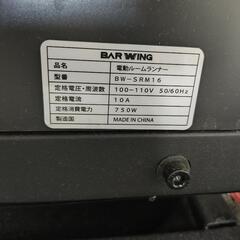 BARWING
品名 電動ルームランナー
型番 BW-SRM16
定格電圧・周波数 100-110V 50/60Hz
定格電流 10A
定格消費電力 750W
製造国 MADE IN CHINA